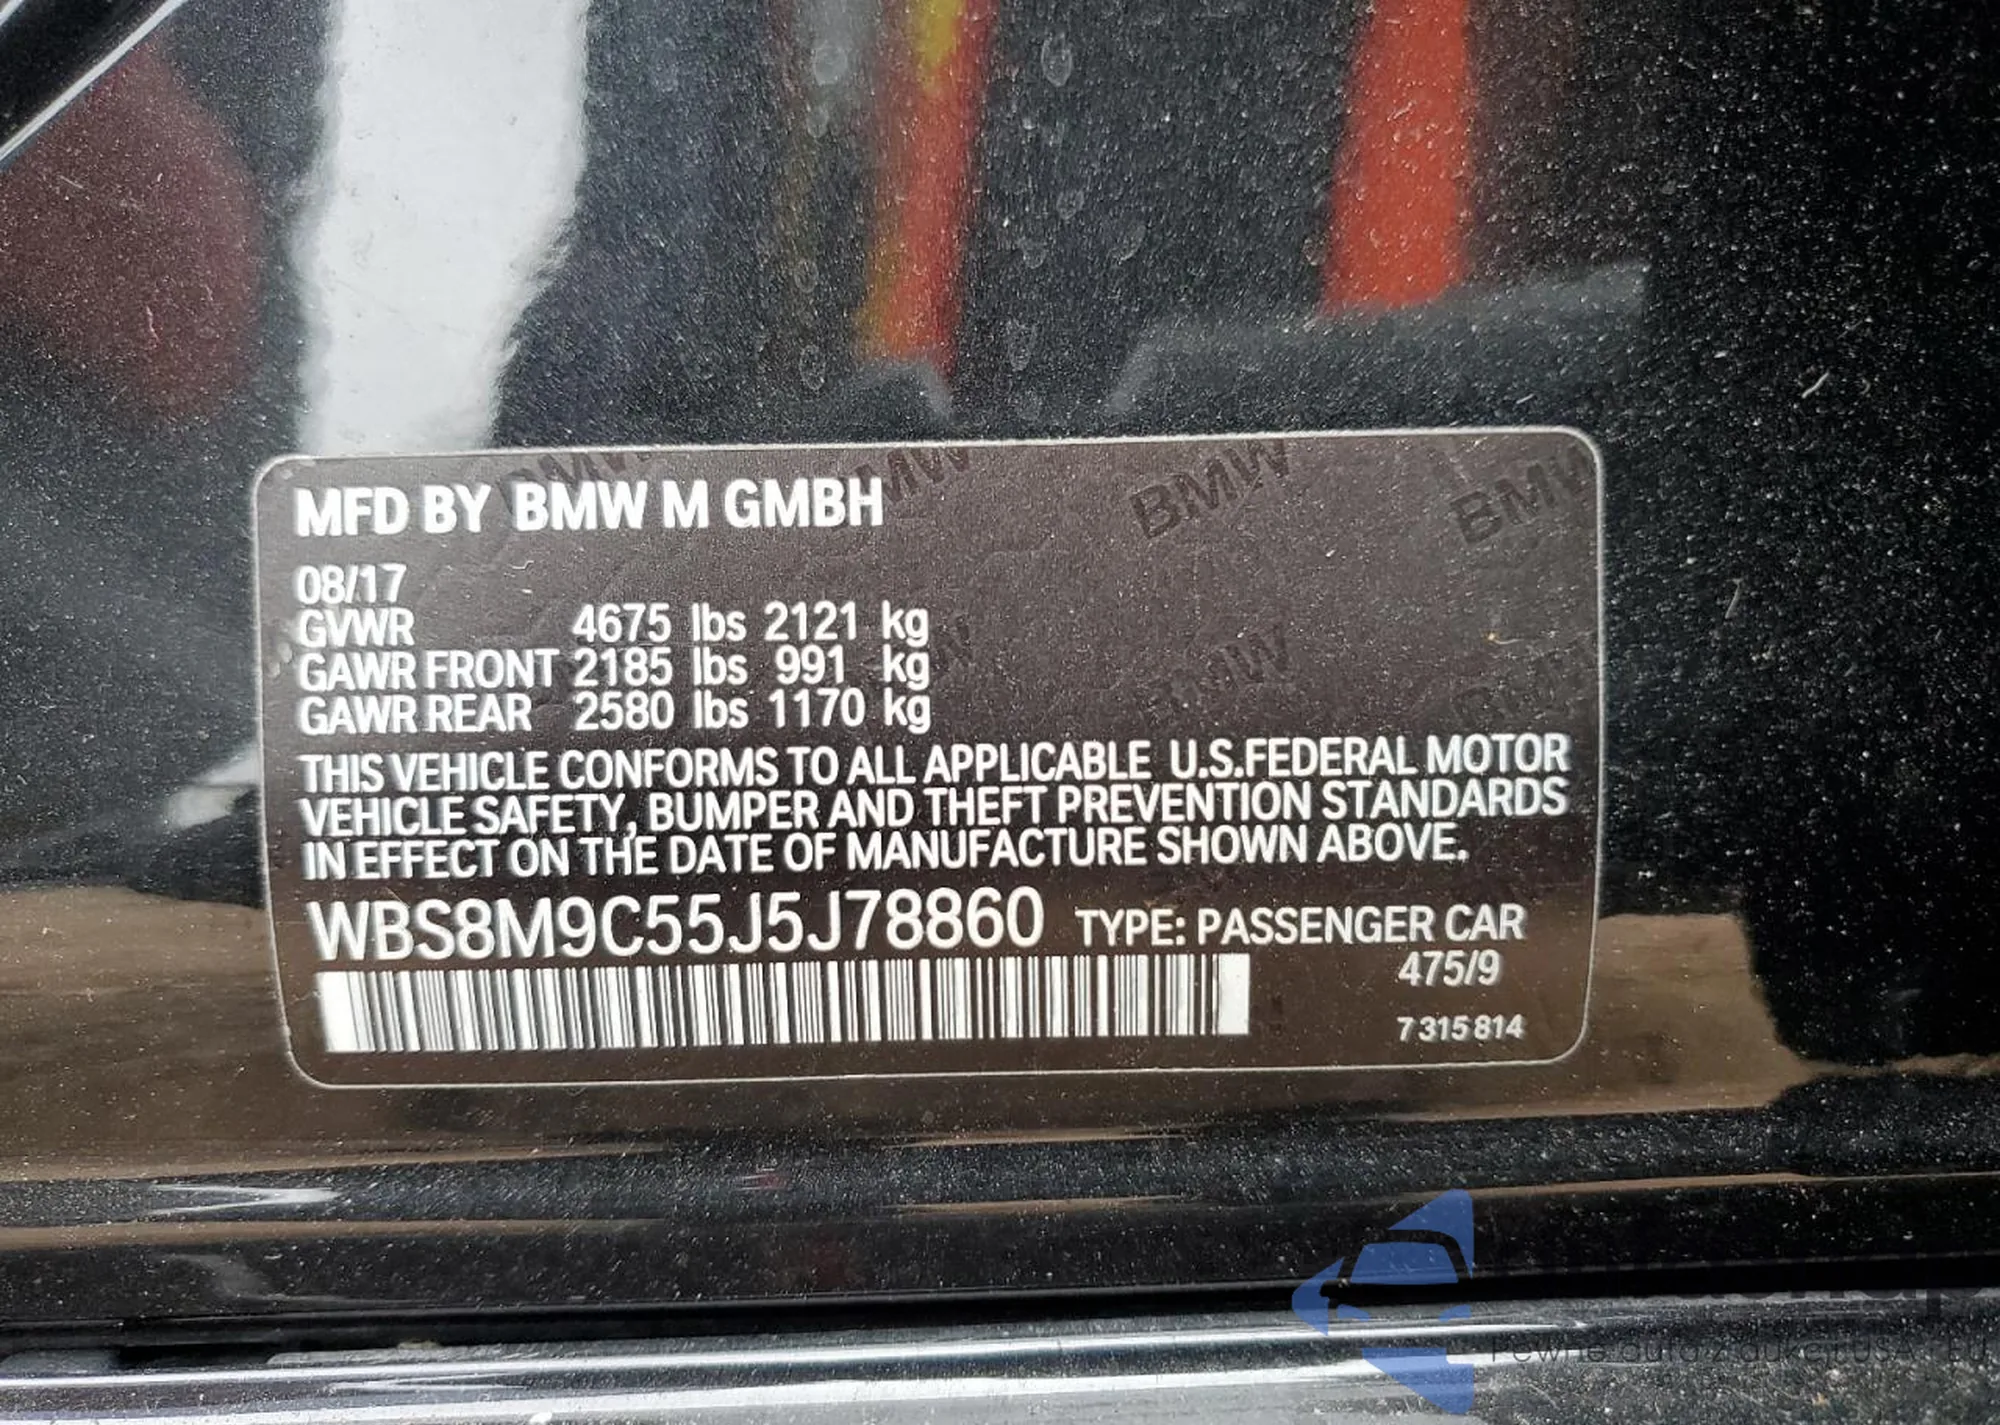 MFD BY BMW M GMBH
08/17
GVWR 4675 lbs 2121 kg
GAWR FRONT 2185 lbs 991 kg
GAWR REAR 2580 lbs 1170 kg
THIS VEHICLE CONFORMS TO ALL APPLICABLE U.S.FEDERAL MOTOR
VEHICLE SAFETY, BUMPER AND THEFT PREVENTION STANDARDS
IN EFFECT ON THE DATE OF MANUFACTURE SHOWN ABOVE.
WBS8M9C55J5J78860 TYPE: PASSENGER CAR
475/9
7 315 814